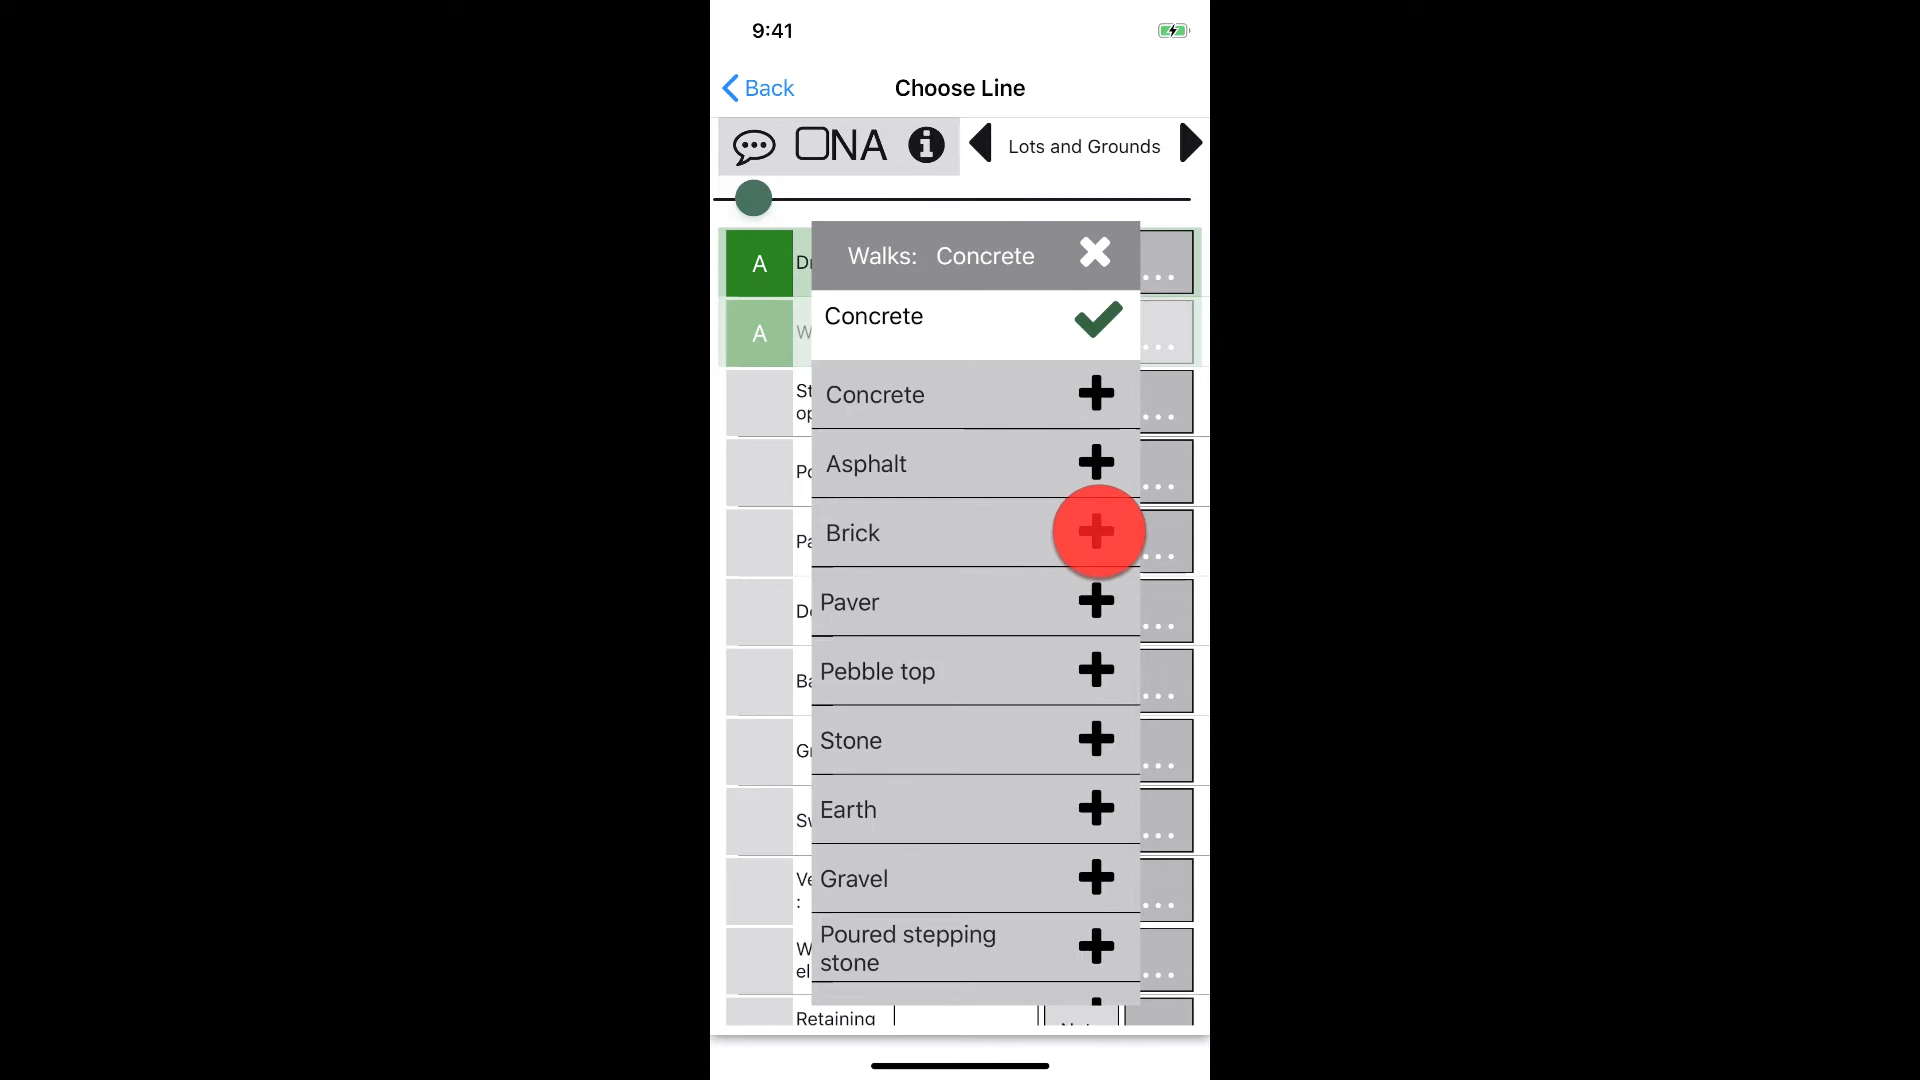 9:41
Back
Choose Line
NA
Lots and Grounds
Walks: Concrete
A
Concrete
A
Concrete
Asphalt
Brick
Paver
Pebble top
Stone
Earth
Gravel
Poured stepping
stone
Retaining